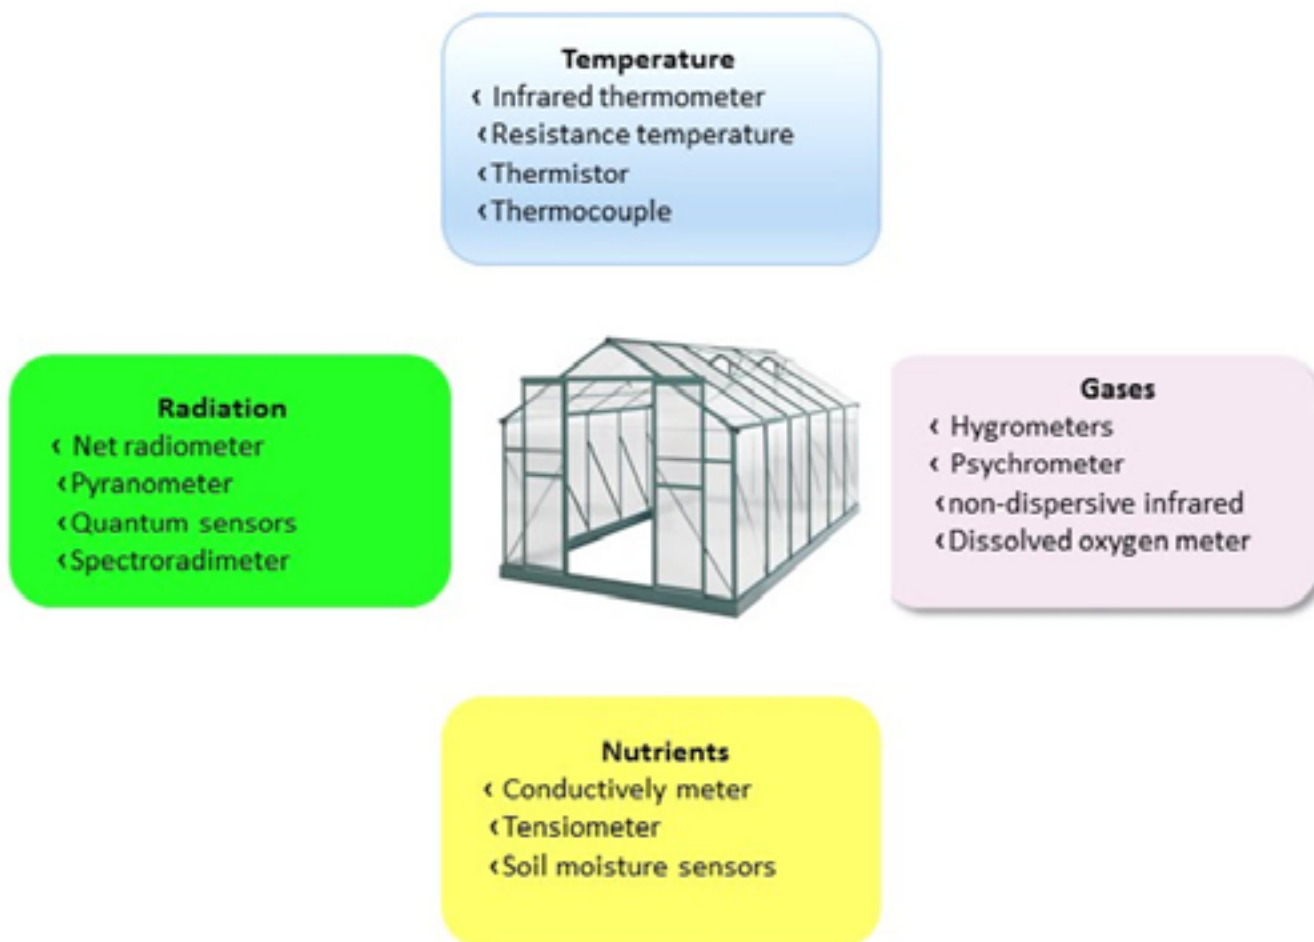 Temperature
‹ Infrared thermometer
‹Resistance temperature
‹Thermistor
‹Thermocouple
Radiation
‹ Net radiometer
‹Pyranometer
‹Quantum sensors
‹Spectroradimeter
Gases
‹ Hygrometers
‹ Psychrometer
‹non-dispersive infrared
‹Dissolved oxygen meter
Nutrients
‹ Conductively meter
‹Tensiometer
‹Soil moisture sensors